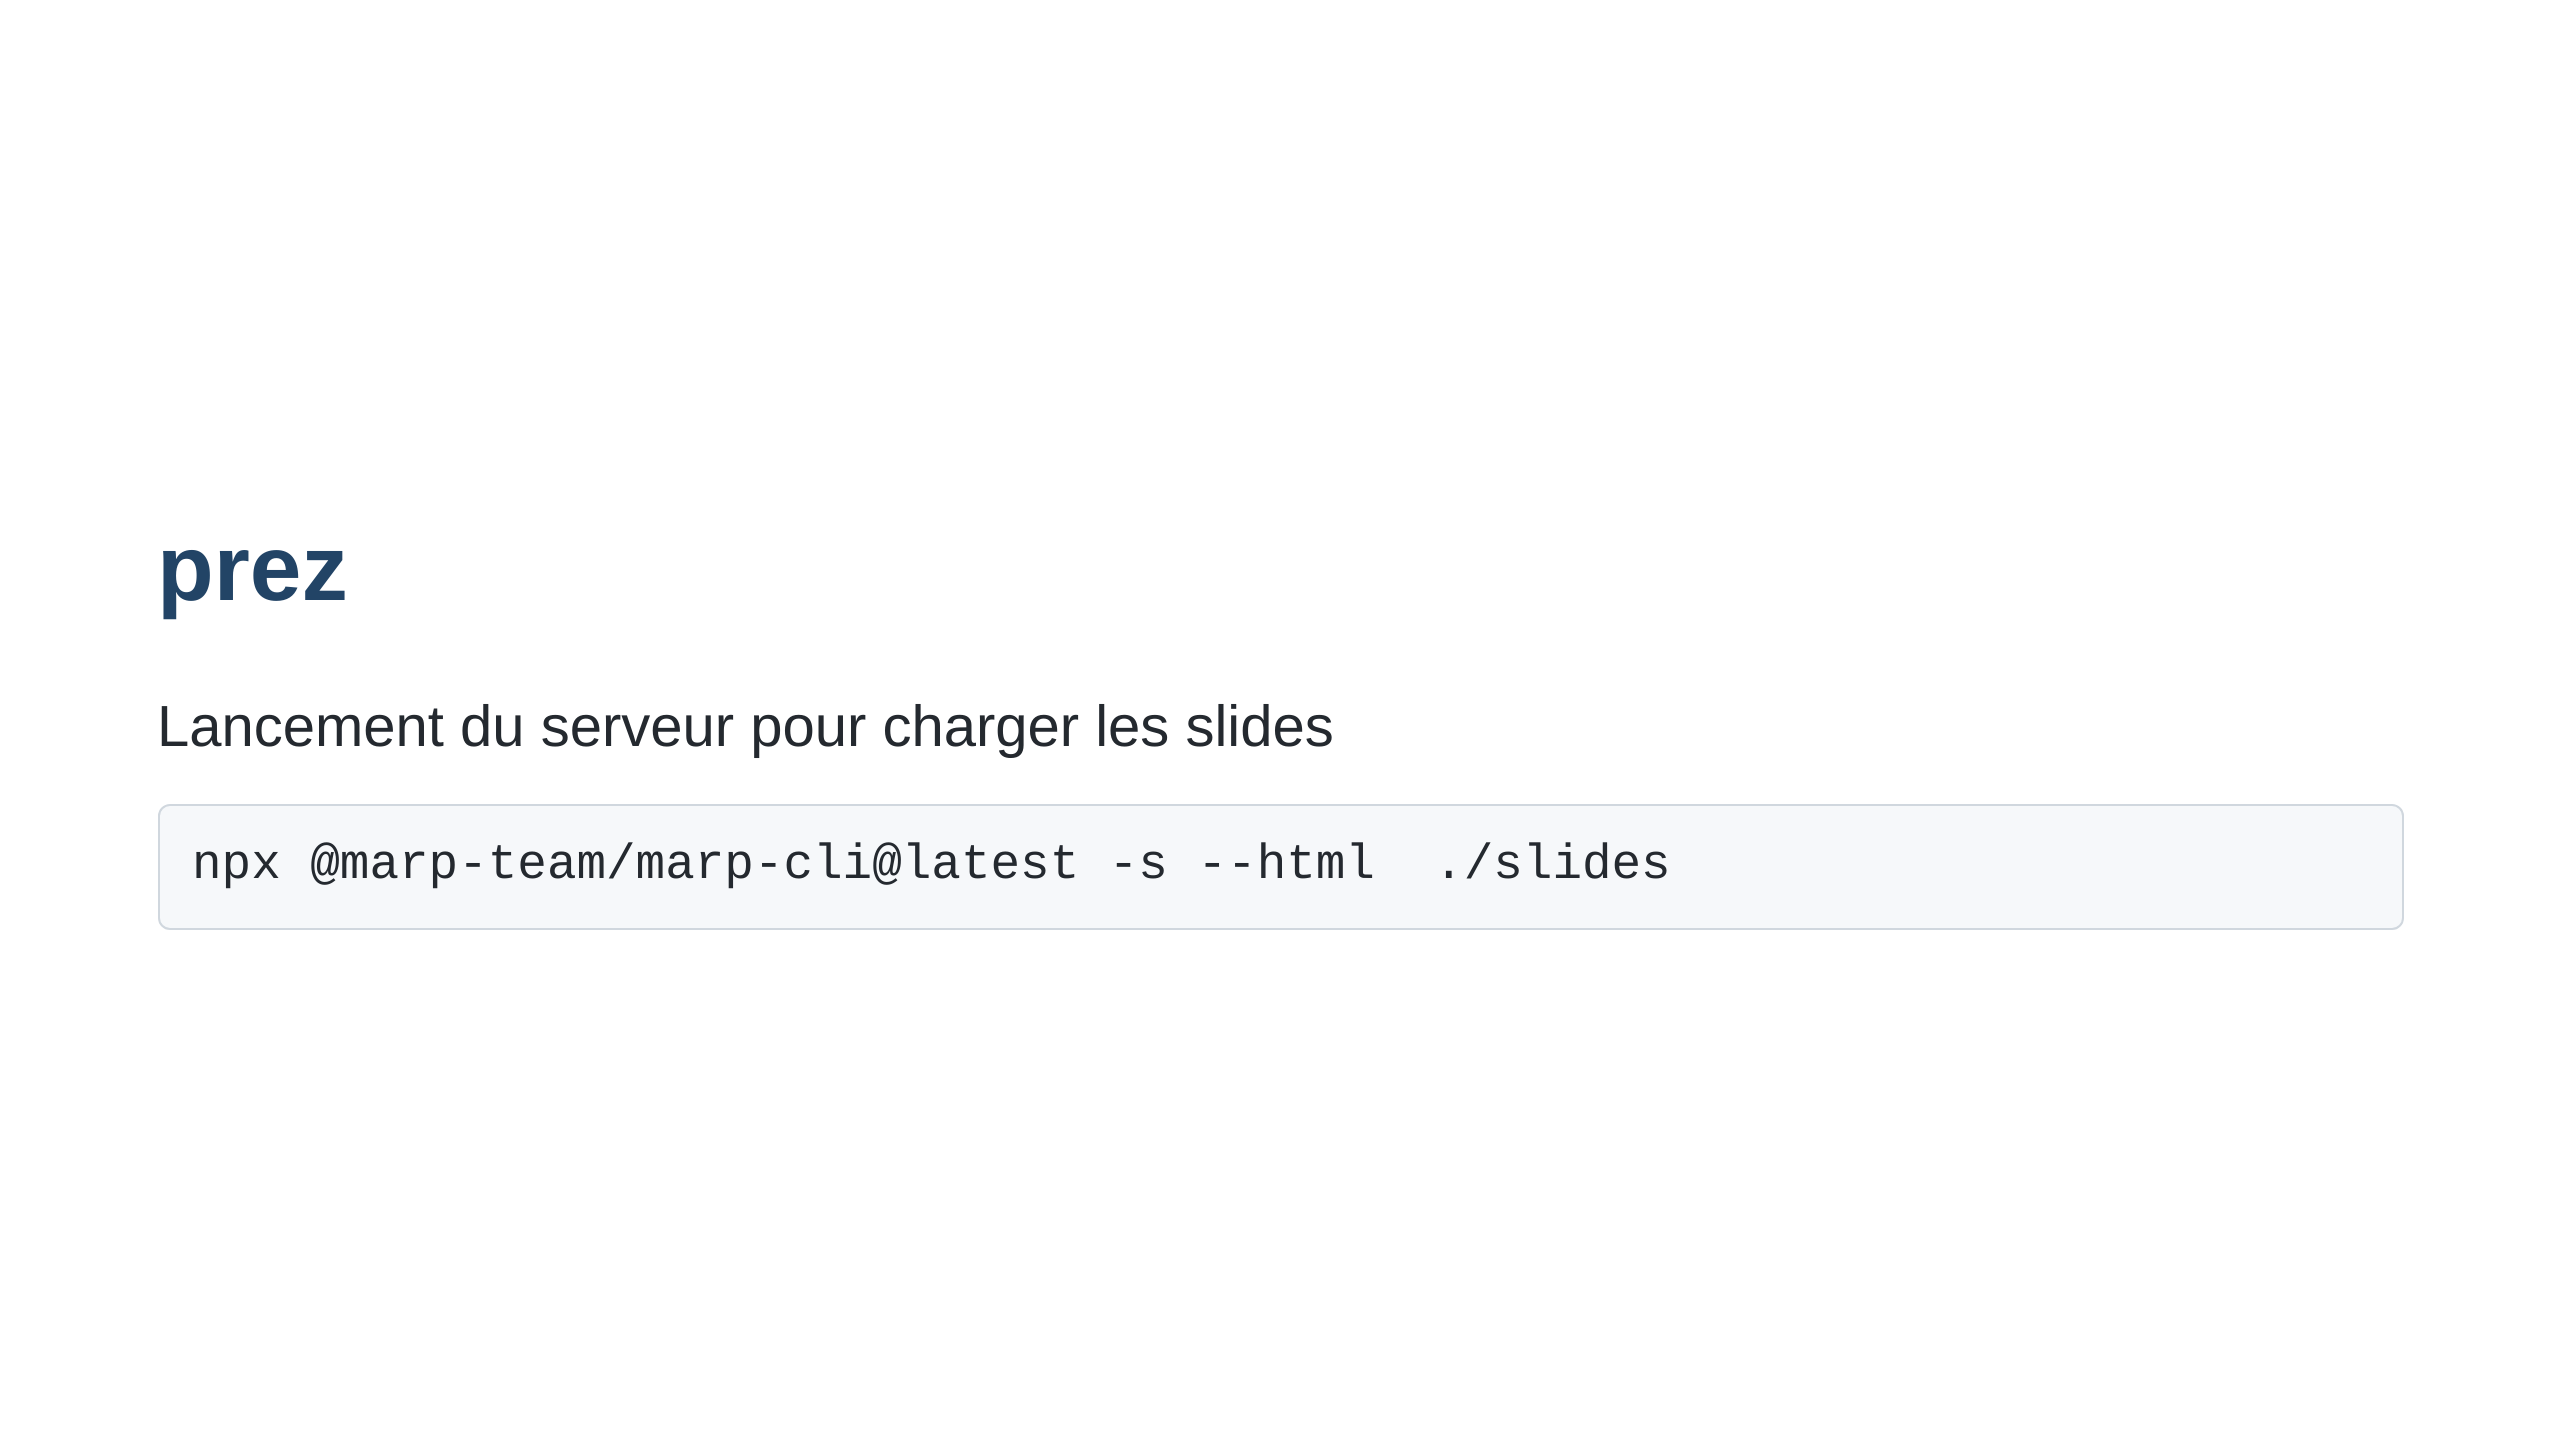 prez
Lancement du serveur pour charger les slides
npx @marp-team/marp-cli@latest -s --html  ./slides